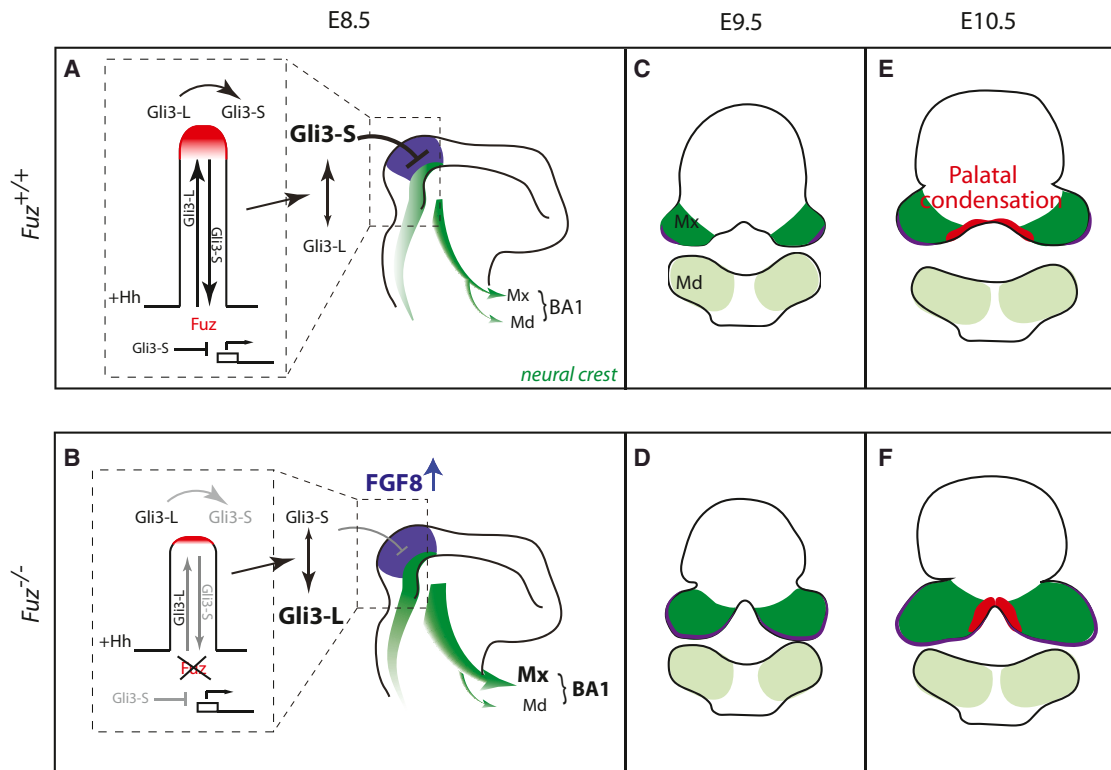 E8.5
E9.5
E10.5
Fuz+/+
A
Gli3-L
Gli3-S
Gli3-L
Gli3-S
+Hh
Fuz
Gli3-S
Gli3-S
Gli3-L
Mx
Md
BA1
neural crest
C
Mx
Md
E
Palatal
condensation
Fuz-/-
B
FGF8
Gli3-L
Gli3-S
Gli3-L
Gli3-S
+Hh
Fuz
Gli3-S
Gli3-S
Gli3-L
Mx
Md
BA1
D
F